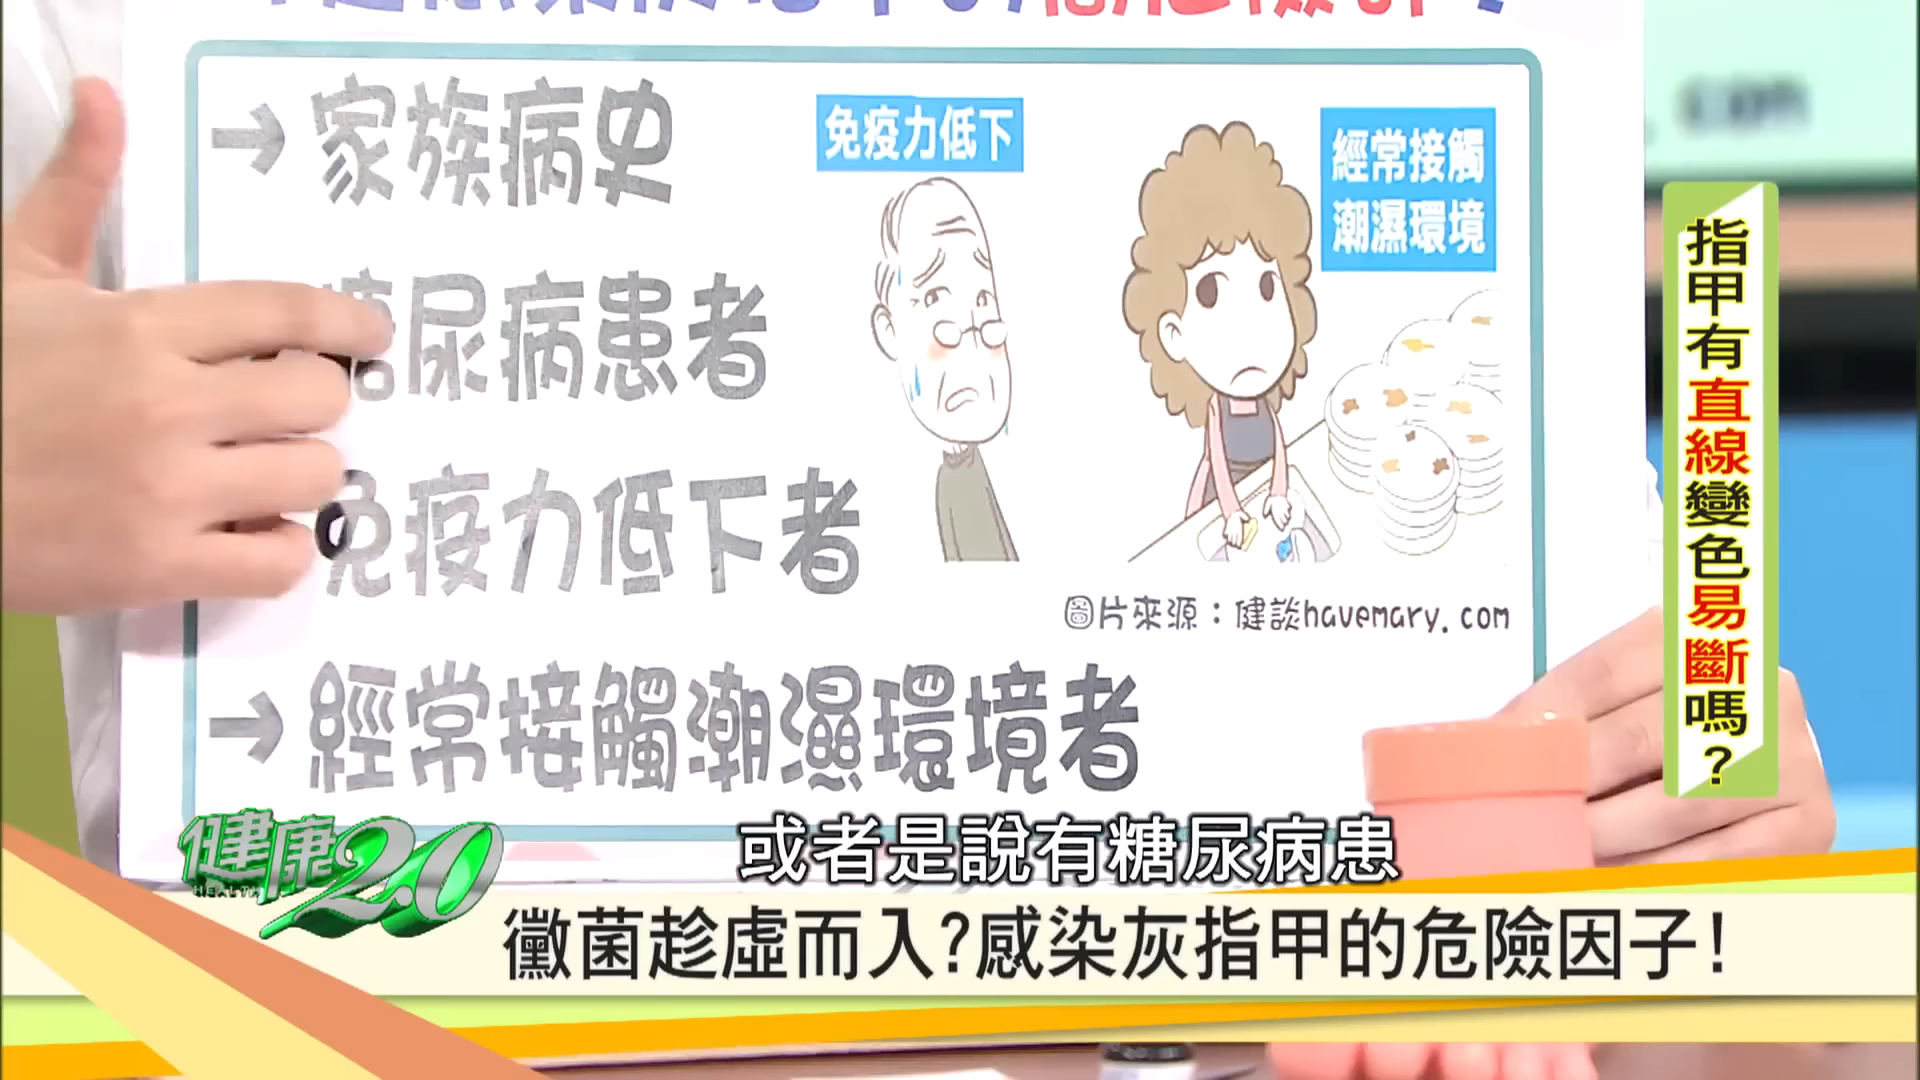 家族病史
糖尿病患者
免疫力低下者
經常接觸潮濕環境者
免疫力低下
經常接觸
潮濕環境
圖片來源：健談havemary.com
指甲有直線變色易斷嗎？
健康2.0
HEALTH
或者是說有糖尿病患
黴菌趁虛而入?感染灰指甲的危險因子!